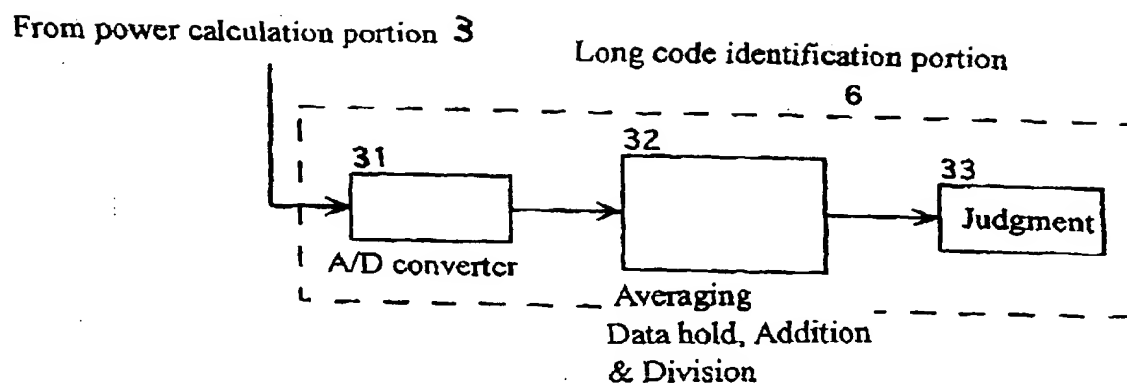 From power calculation portion 3
Long code identification portion
6
31
32
33
Judgment
A/D converter
Averaging
Data hold, Addition
& Division